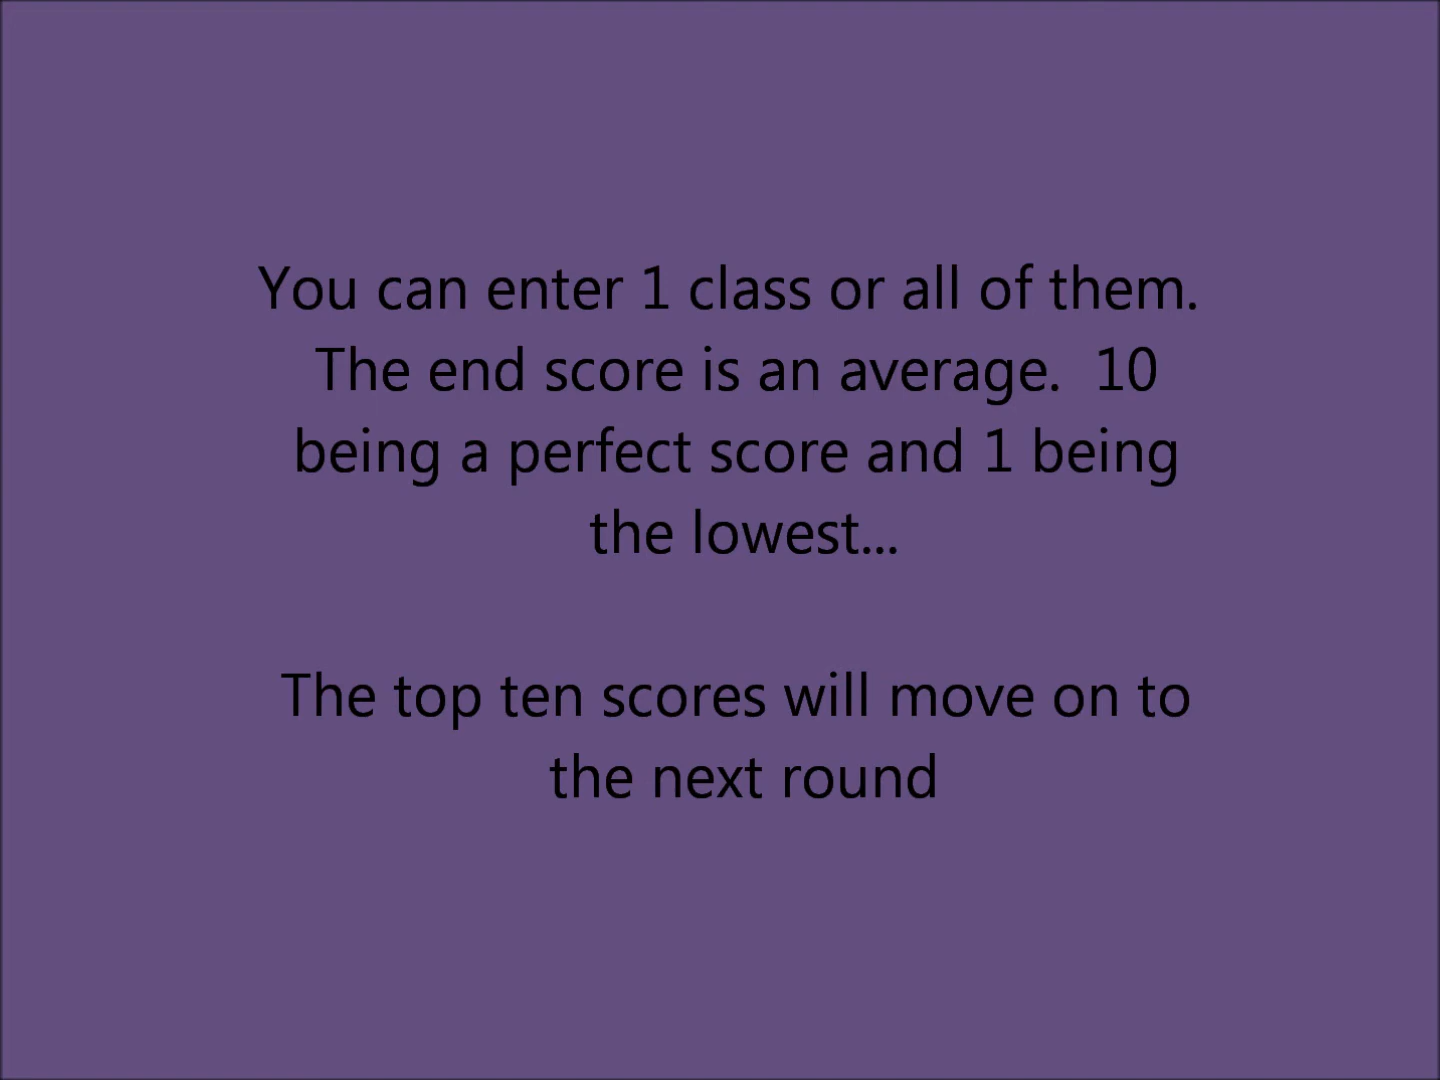 You can enter 1 class or all of them.
The end score is an average.  10
being a perfect score and 1 being
the lowest...
The top ten scores will move on to
the next round